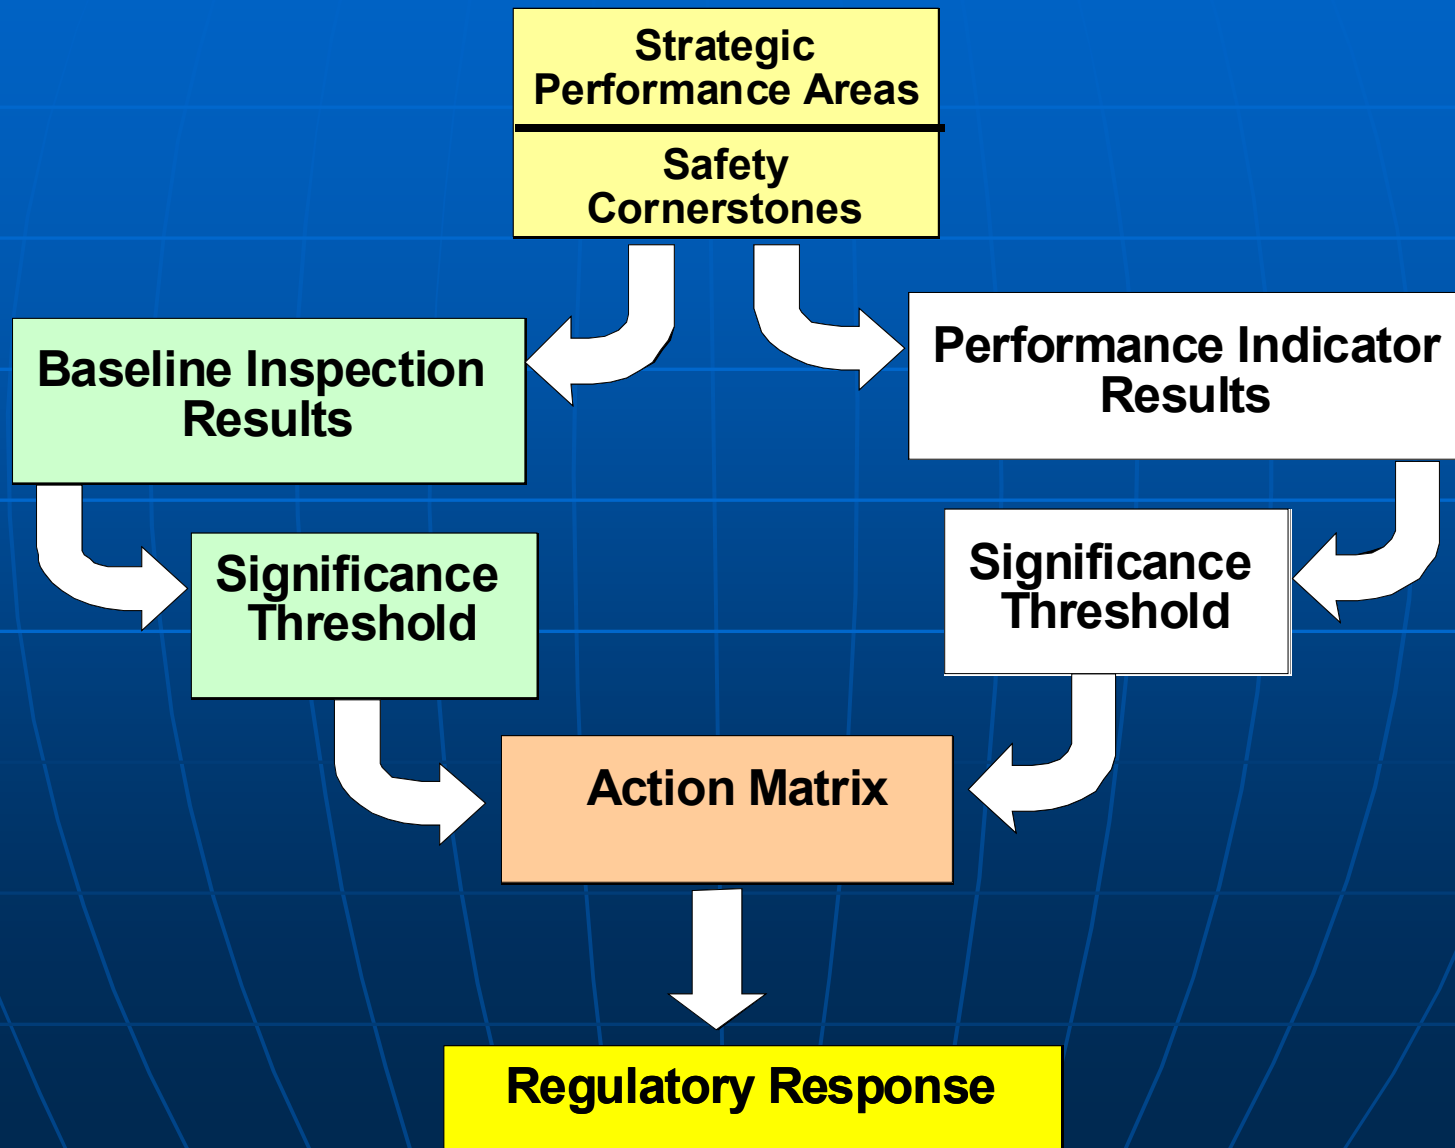 Strategic
Performance Areas
Safety
Cornerstones
Baseline Inspection
Results
Performance Indicator
Results
Significance
Threshold
Significance
Threshold
Action Matrix
Regulatory Response